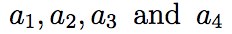 a₁, a₂, a₃ and a₄